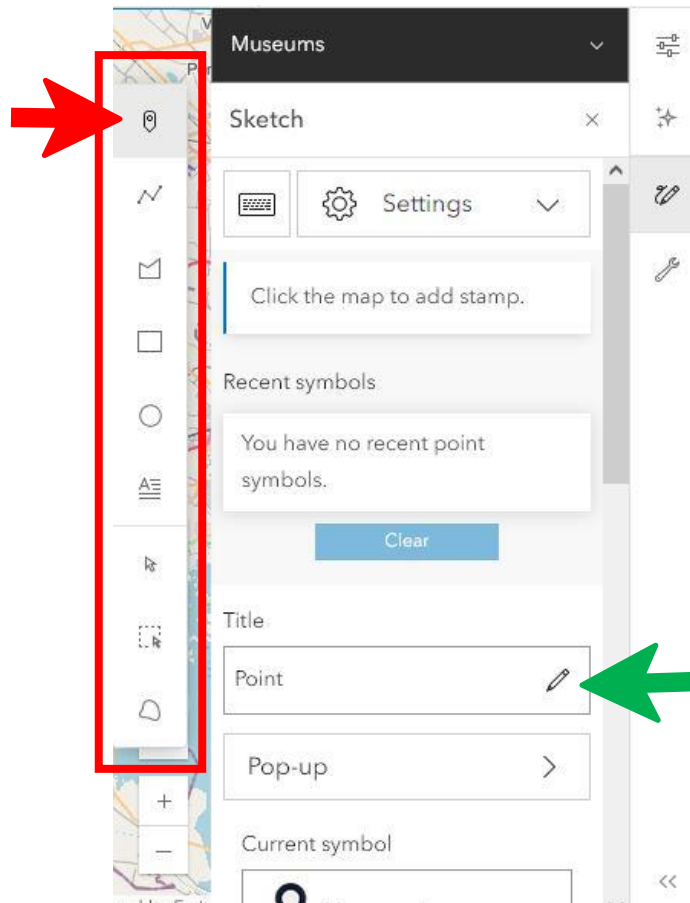 Museums
Sketch
Settings
Click the map to add stamp.
Recent symbols
You have no recent point
symbols.
Clear
Title
Point
Pop-up
Current symbol